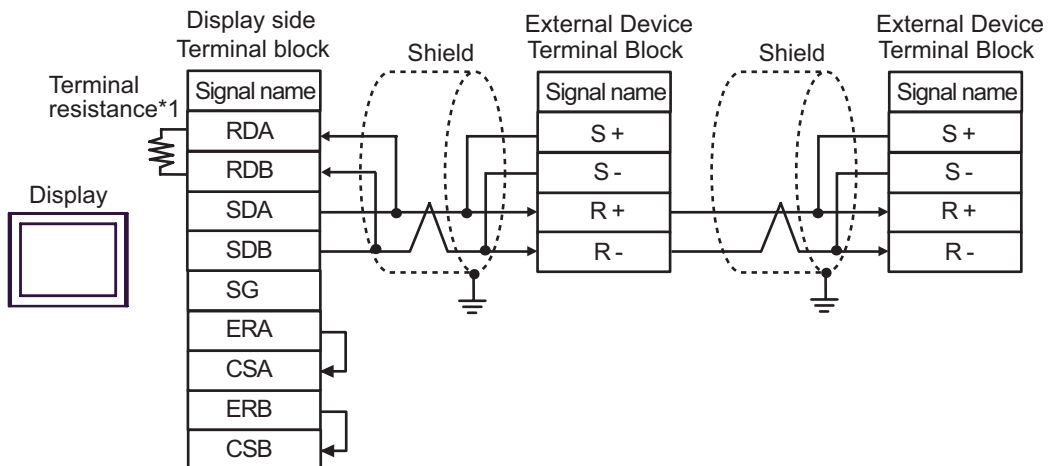 Display side
Terminal block
External Device
Terminal Block
External Device
Terminal Block
Shield
Shield
Terminal
resistance*1
Signal name
Signal name
Signal name
RDA
S +
S +
RDB
S -
S -
Display
SDA
R +
R +
SDB
R -
R -
SG
ERA
CSA
ERB
CSB